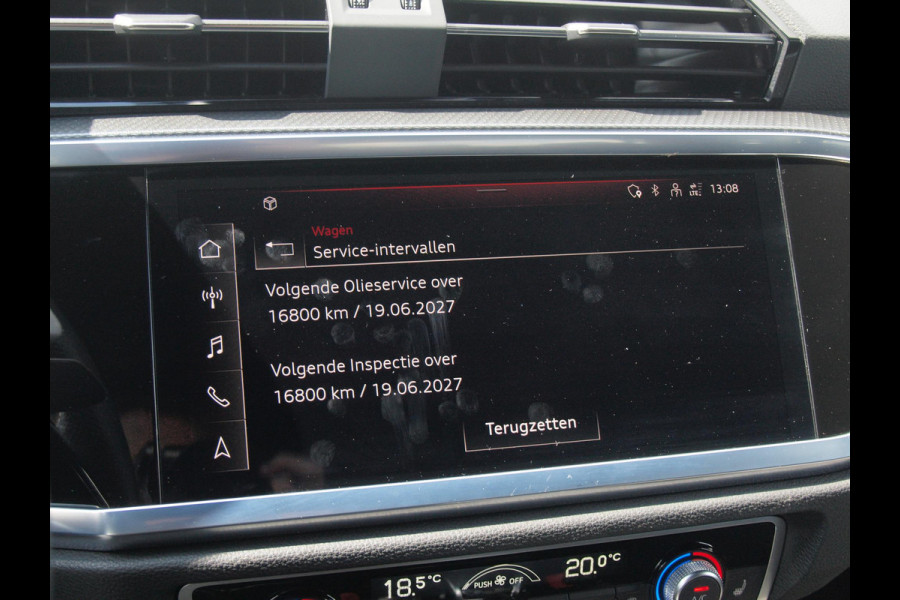 LTE 13:08
Wagen
Service-intervallen
Volgende Olieservice over
16800 km / 19.06.2027
Volgende Inspectie over
16800 km / 19.06.2027
Terugzetten
18.5°C
PUSH OFF
20.0°C
A/C